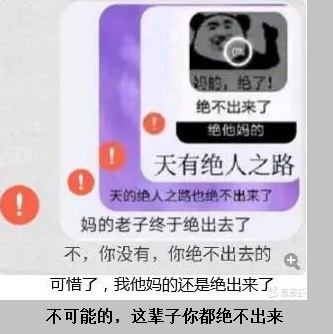 0%
妈的，绝了！
绝不出来了
绝他妈的
天有绝人之路
天的绝人之路也绝不出来了
妈的老子终于绝出去了
不，你没有，你绝不出去的
可惜了，我他妈的还是绝出来了
不可能的，这辈子你都绝不出来